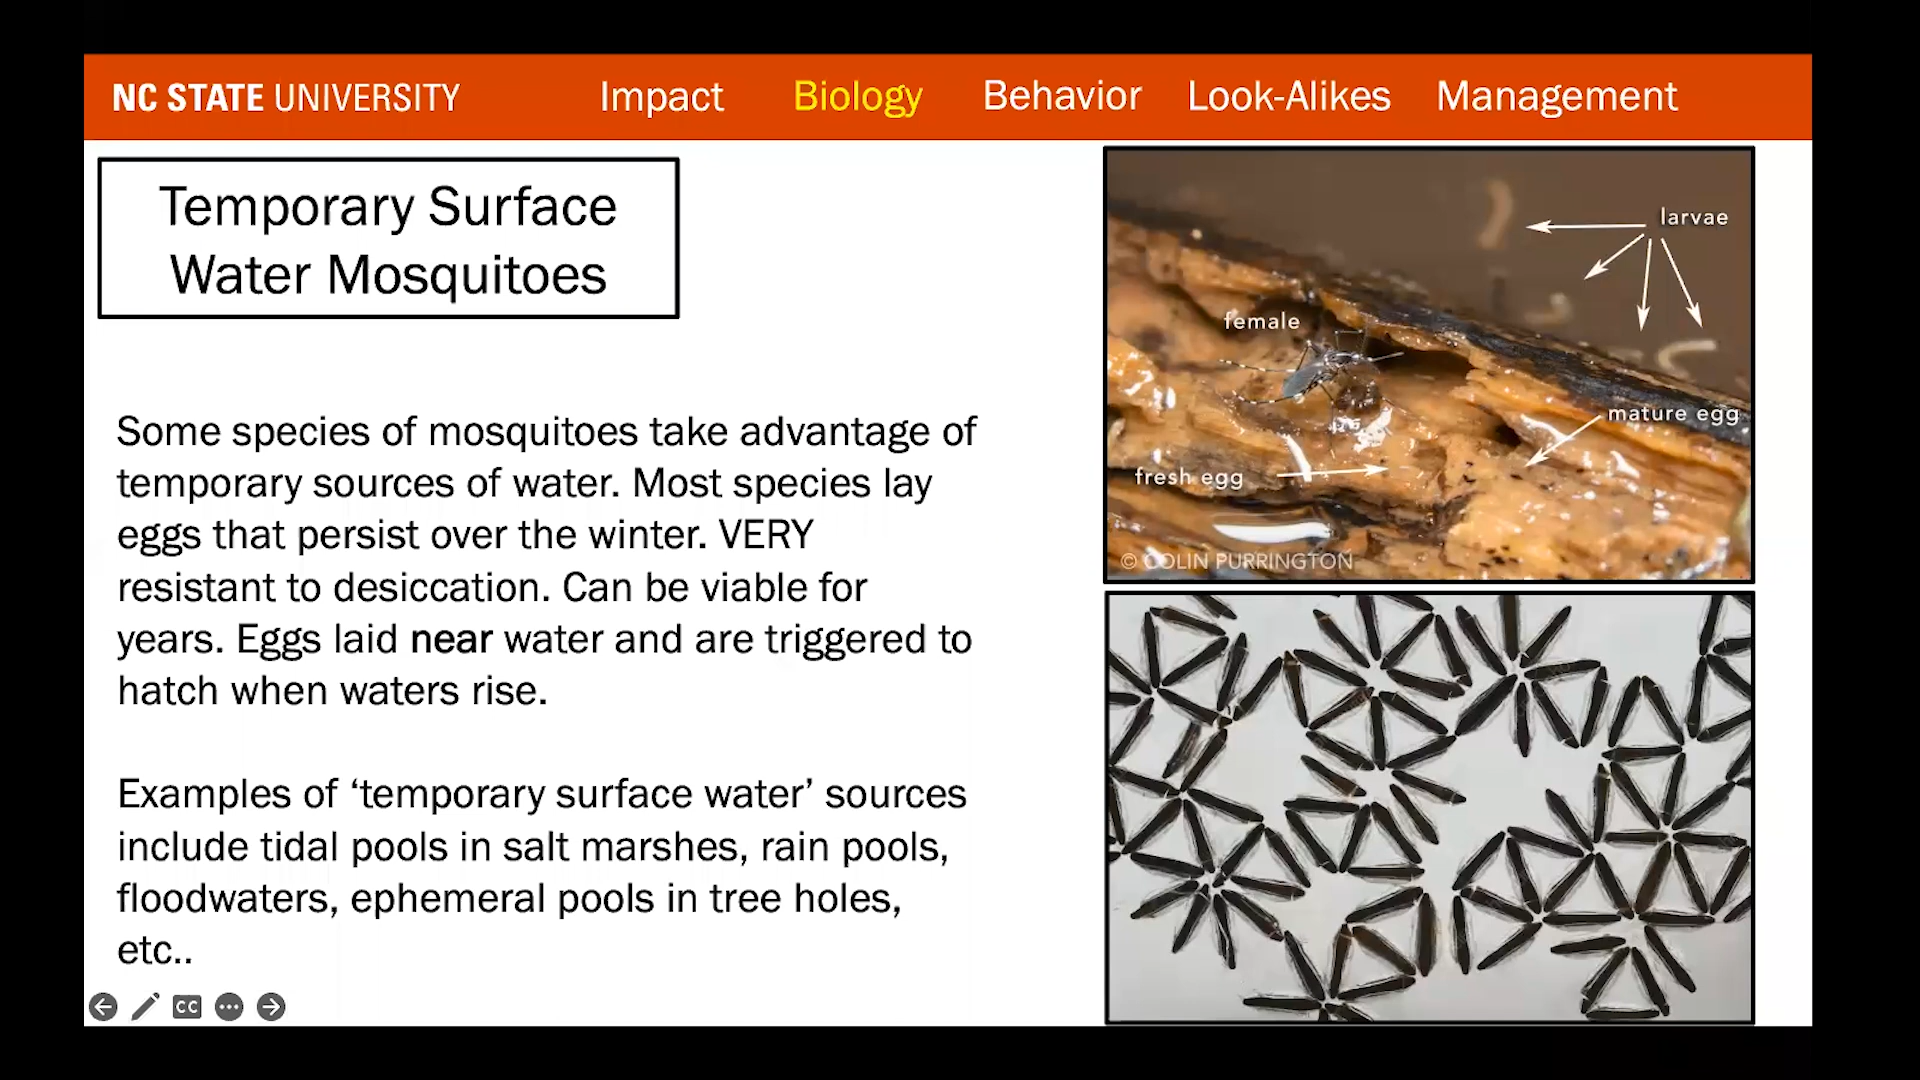 NC STATE UNIVERSITY
Impact
Biology
Behavior
Look-Alikes
Management
Temporary Surface
Water Mosquitoes
Some species of mosquitoes take advantage of
temporary sources of water. Most species lay
eggs that persist over the winter. VERY
resistant to desiccation. Can be viable for
years. Eggs laid near water and are triggered to
hatch when waters rise.
Examples of ‘temporary surface water’ sources
include tidal pools in salt marshes, rain pools,
floodwaters, ephemeral pools in tree holes,
etc..
larvae
female
mature egg
fresh egg
© COLIN PURRINGTON
CC